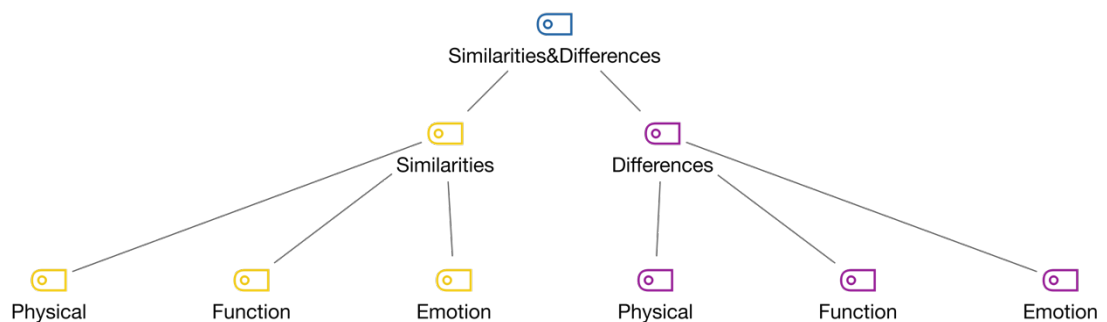 Similarities&Differences
Similarities
Differences
Physical
Function
Emotion
Physical
Function
Emotion